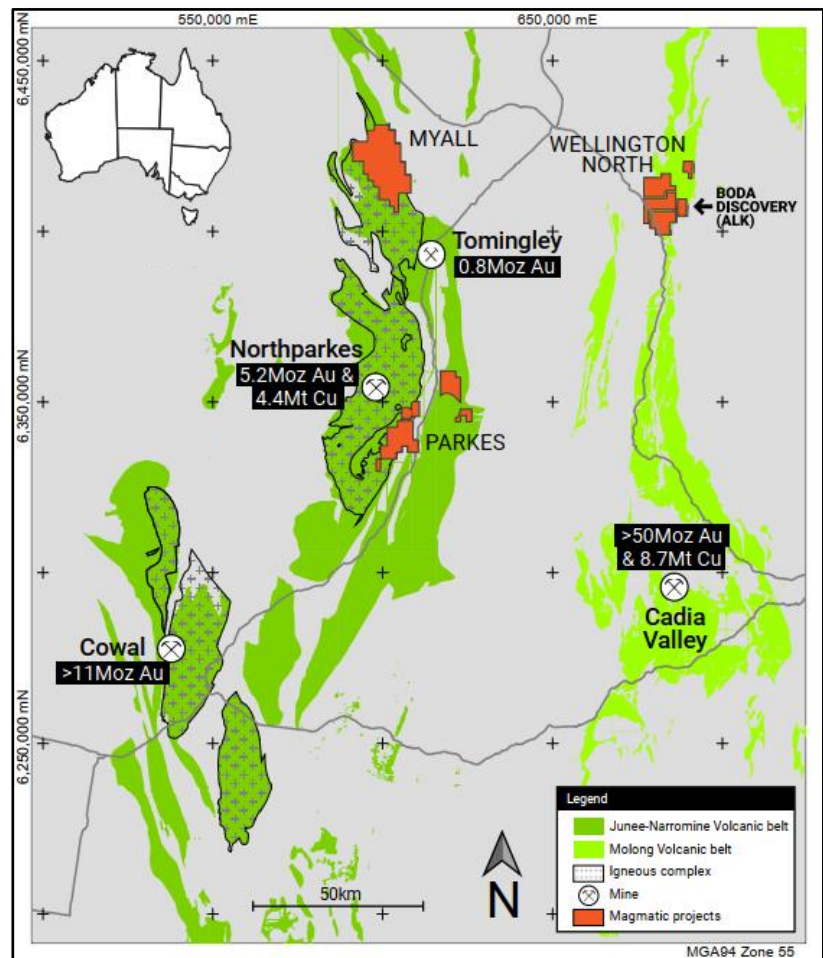 550,000 mE
650,000 mE
6,450,000 mN
MYALL
WELLINGTON
NORTH
BODA
DISCOVERY
(ALK)
Tomingley
0.8Moz Au
Northparkes
5.2Moz Au &
4.4Mt Cu
6,350,000 mN
PARKES
>50Moz Au
& 8.7Mt Cu
Cadia
Valley
Cowal
>11Moz Au
6,250,000 mN
Legend
Junee-Narromine Volcanic belt
Molong Volcanic belt
Igneous complex
Mine
Magmatic projects
50km
N
MGA94 Zone 55